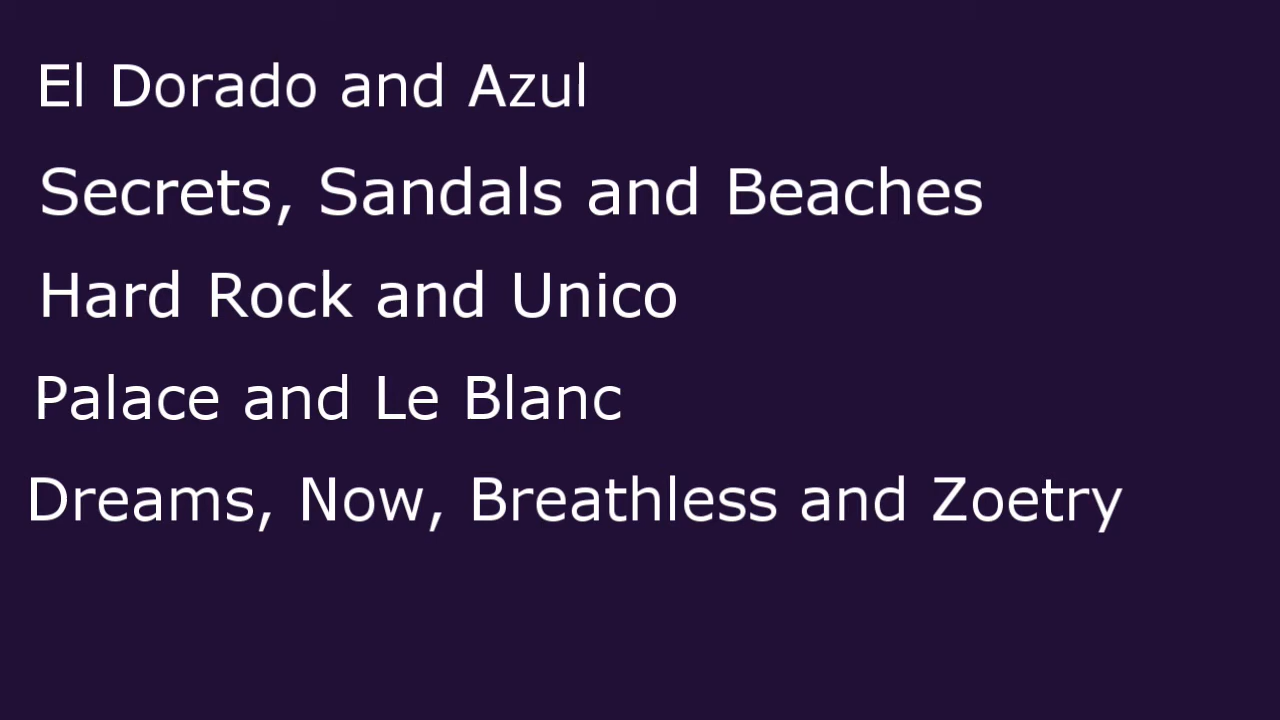 El Dorado and Azul
Secrets, Sandals and Beaches
Hard Rock and Unico
Palace and Le Blanc
Dreams, Now, Breathless and Zoetry